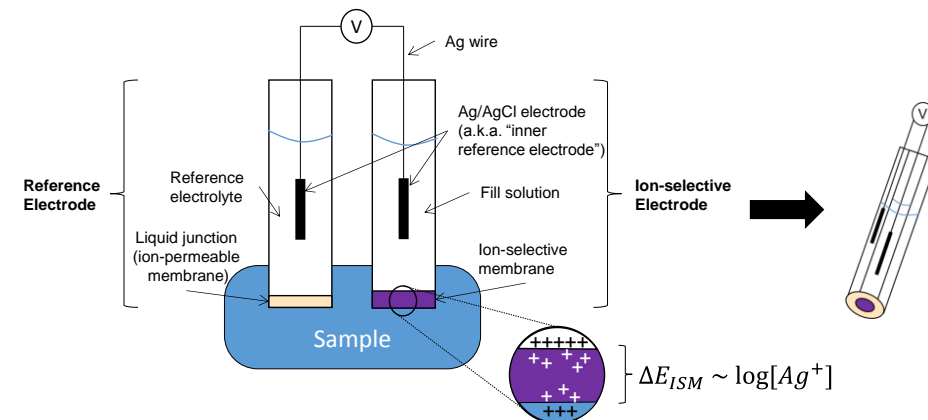 V
Ag wire
Ag/AgCl electrode
(a.k.a. “inner
reference electrode”)
V
Reference
Electrode
Reference
electrolyte
Fill solution
Ion-selective
Electrode
Liquid junction
(ion-permeable
membrane)
Ion-selective
membrane
Sample
+++++
+ + + + +
+ + +
+++
ΔE_ISM ~ log[Ag⁺]